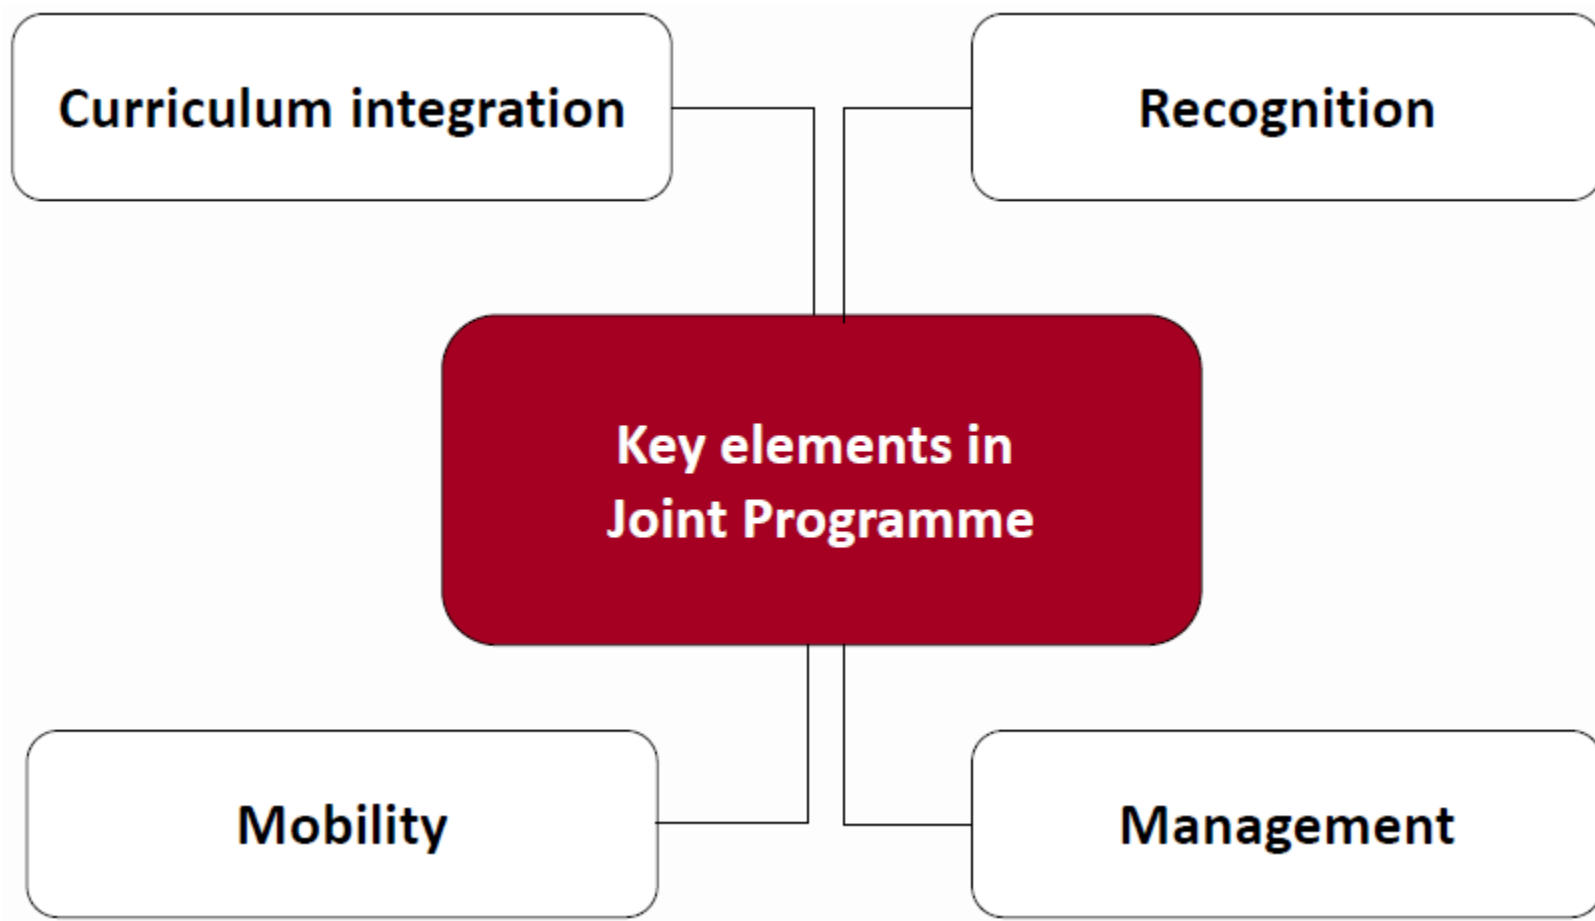 Curriculum integration
Recognition
Key elements in
Joint Programme
Mobility
Management